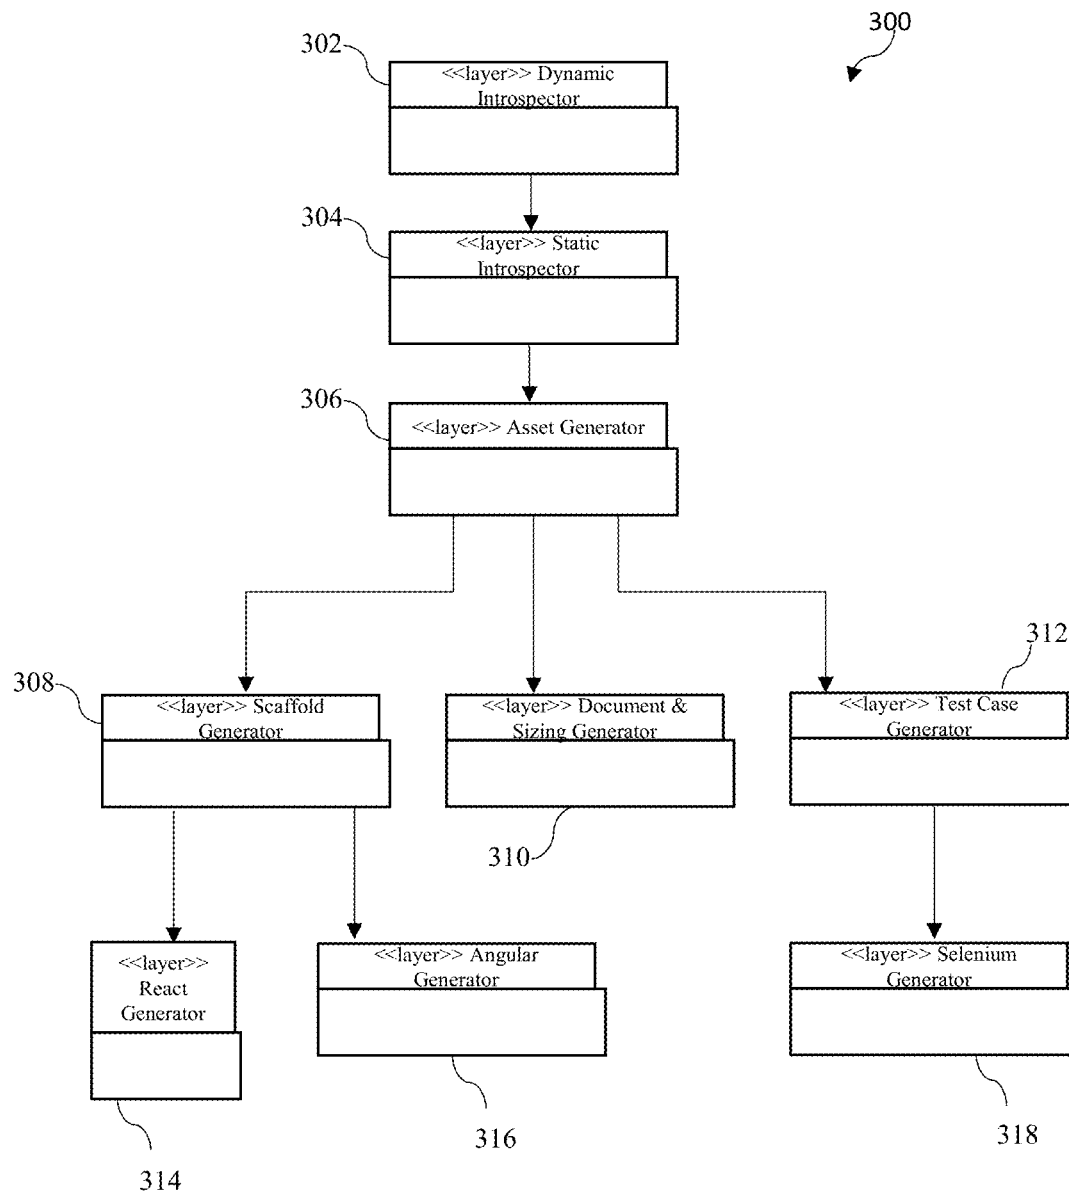 300
302
<<layer>> Dynamic
Introspector
304
<<layer>> Static
Introspector
306
<<layer>> Asset Generator
312
308
<<layer>> Scaffold
Generator
<<layer>> Document &
Sizing Generator
<<layer>> Test Case
Generator
310
<<layer>>
React
Generator
<<layer>> Angular
Generator
<<layer>> Selenium
Generator
314
316
318